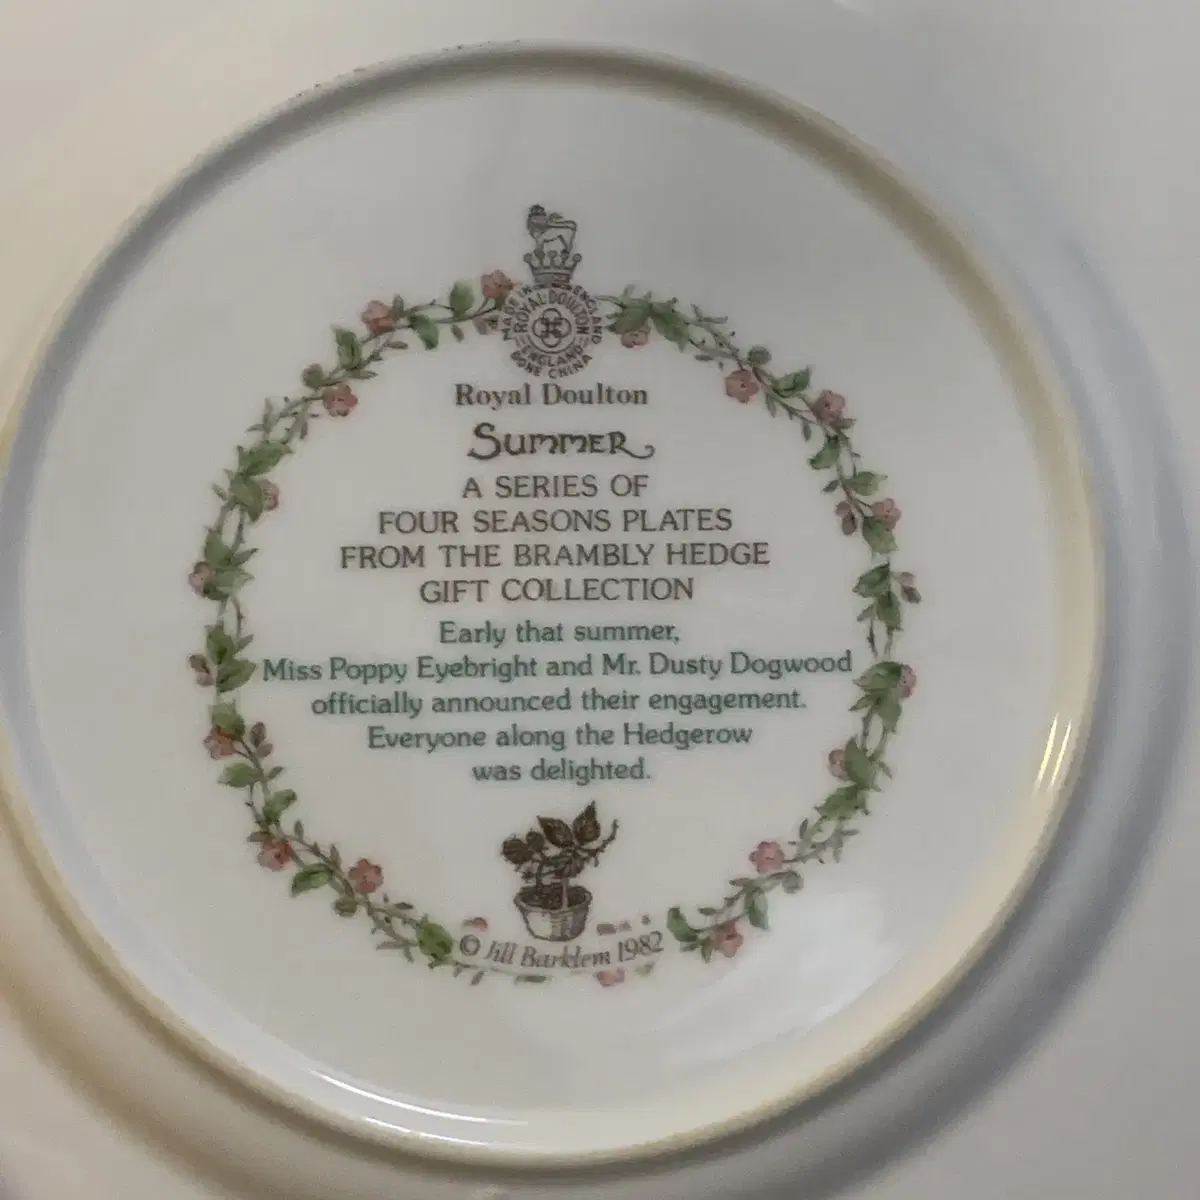 MADE IN ENGLAND
ROYAL DOULTON
ENGLAND
BONE CHINA
Royal Doulton
SUMMER
A SERIES OF
FOUR SEASONS PLATES
FROM THE BRAMBLY HEDGE
GIFT COLLECTION
Early that summer,
Miss Poppy Eyebright and Mr. Dusty Dogwood
officially announced their engagement.
Everyone along the Hedgerow
was delighted.
© Jill Barklem 1982